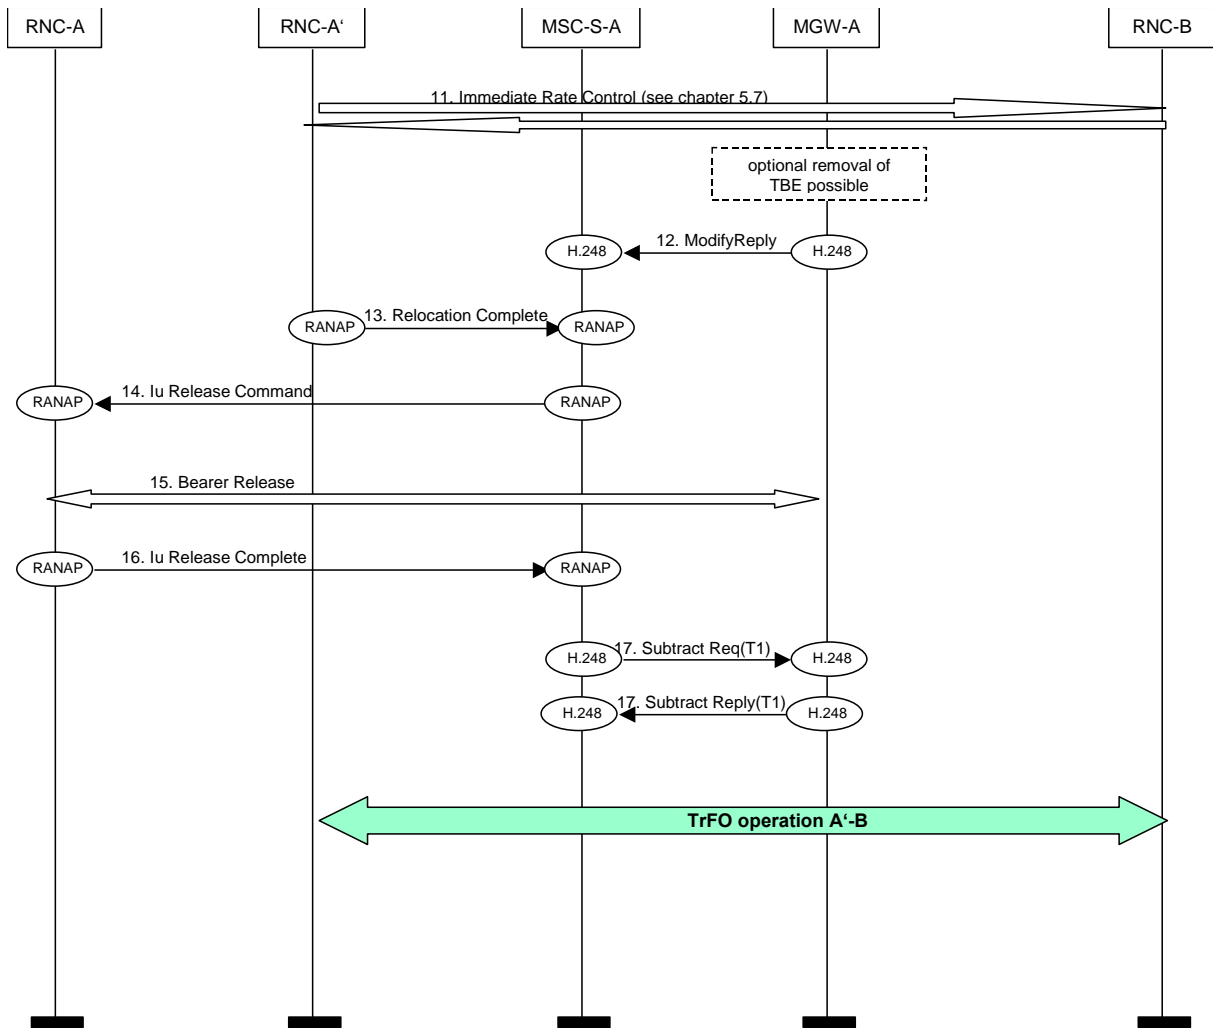 RNC-A
RNC-A‘
MSC-S-A
MGW-A
RNC-B
11. Immediate Rate Control (see chapter 5.7)
optional removal of
TBE possible
H.248
12. ModifyReply
H.248
RANAP
13. Relocation Complete
RANAP
RANAP
14. Iu Release Command
RANAP
15. Bearer Release
RANAP
16. Iu Release Complete
RANAP
H.248
17. Subtract Req(T1)
H.248
H.248
17. Subtract Reply(T1)
H.248
TrFO operation A‘-B